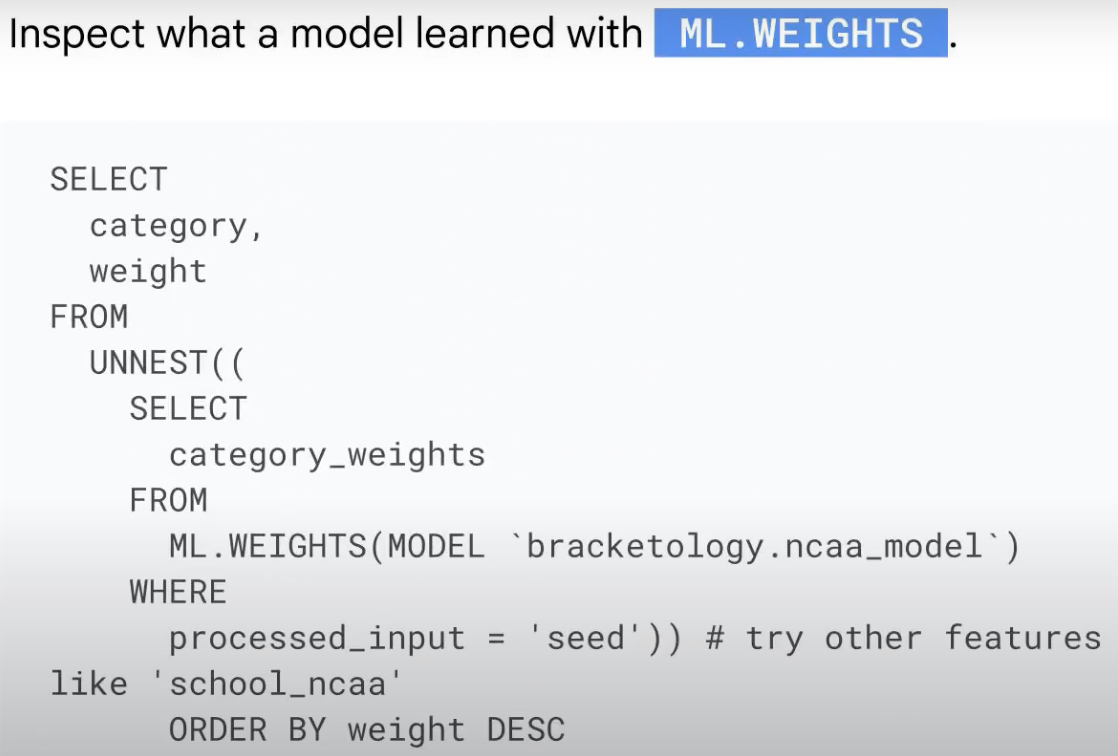 Inspect what a model learned with ML.WEIGHTS.
SELECT
category,
weight
FROM
UNNEST((
SELECT
category_weights
FROM
ML.WEIGHTS(MODEL `bracketology.ncaa_model`)
WHERE
processed_input = 'seed')) # try other features
like 'school_ncaa'
ORDER BY weight DESC